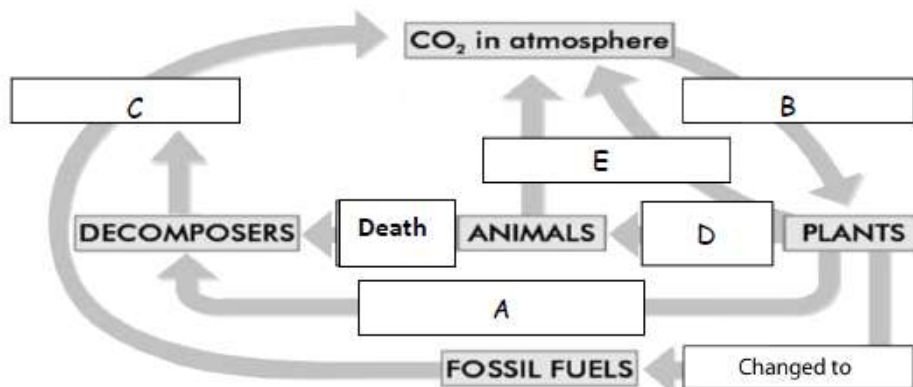 CO₂ in atmosphere
C
B
E
DECOMPOSERS
Death
ANIMALS
D
PLANTS
A
FOSSIL FUELS
Changed to